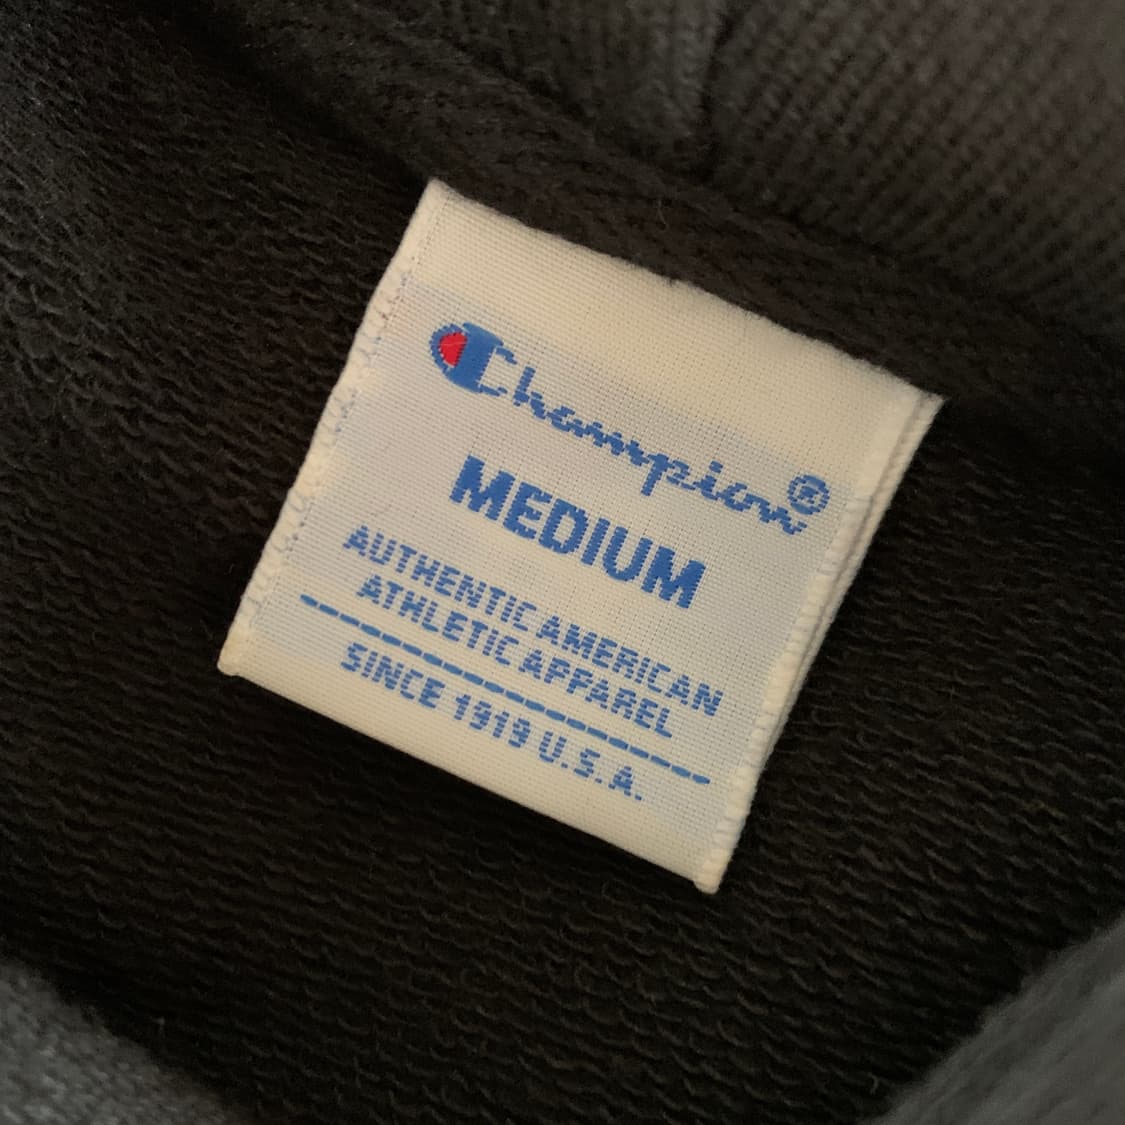 Champion®
MEDIUM
AUTHENTIC AMERICAN
ATHLETIC APPAREL
SINCE 1919 U.S.A.